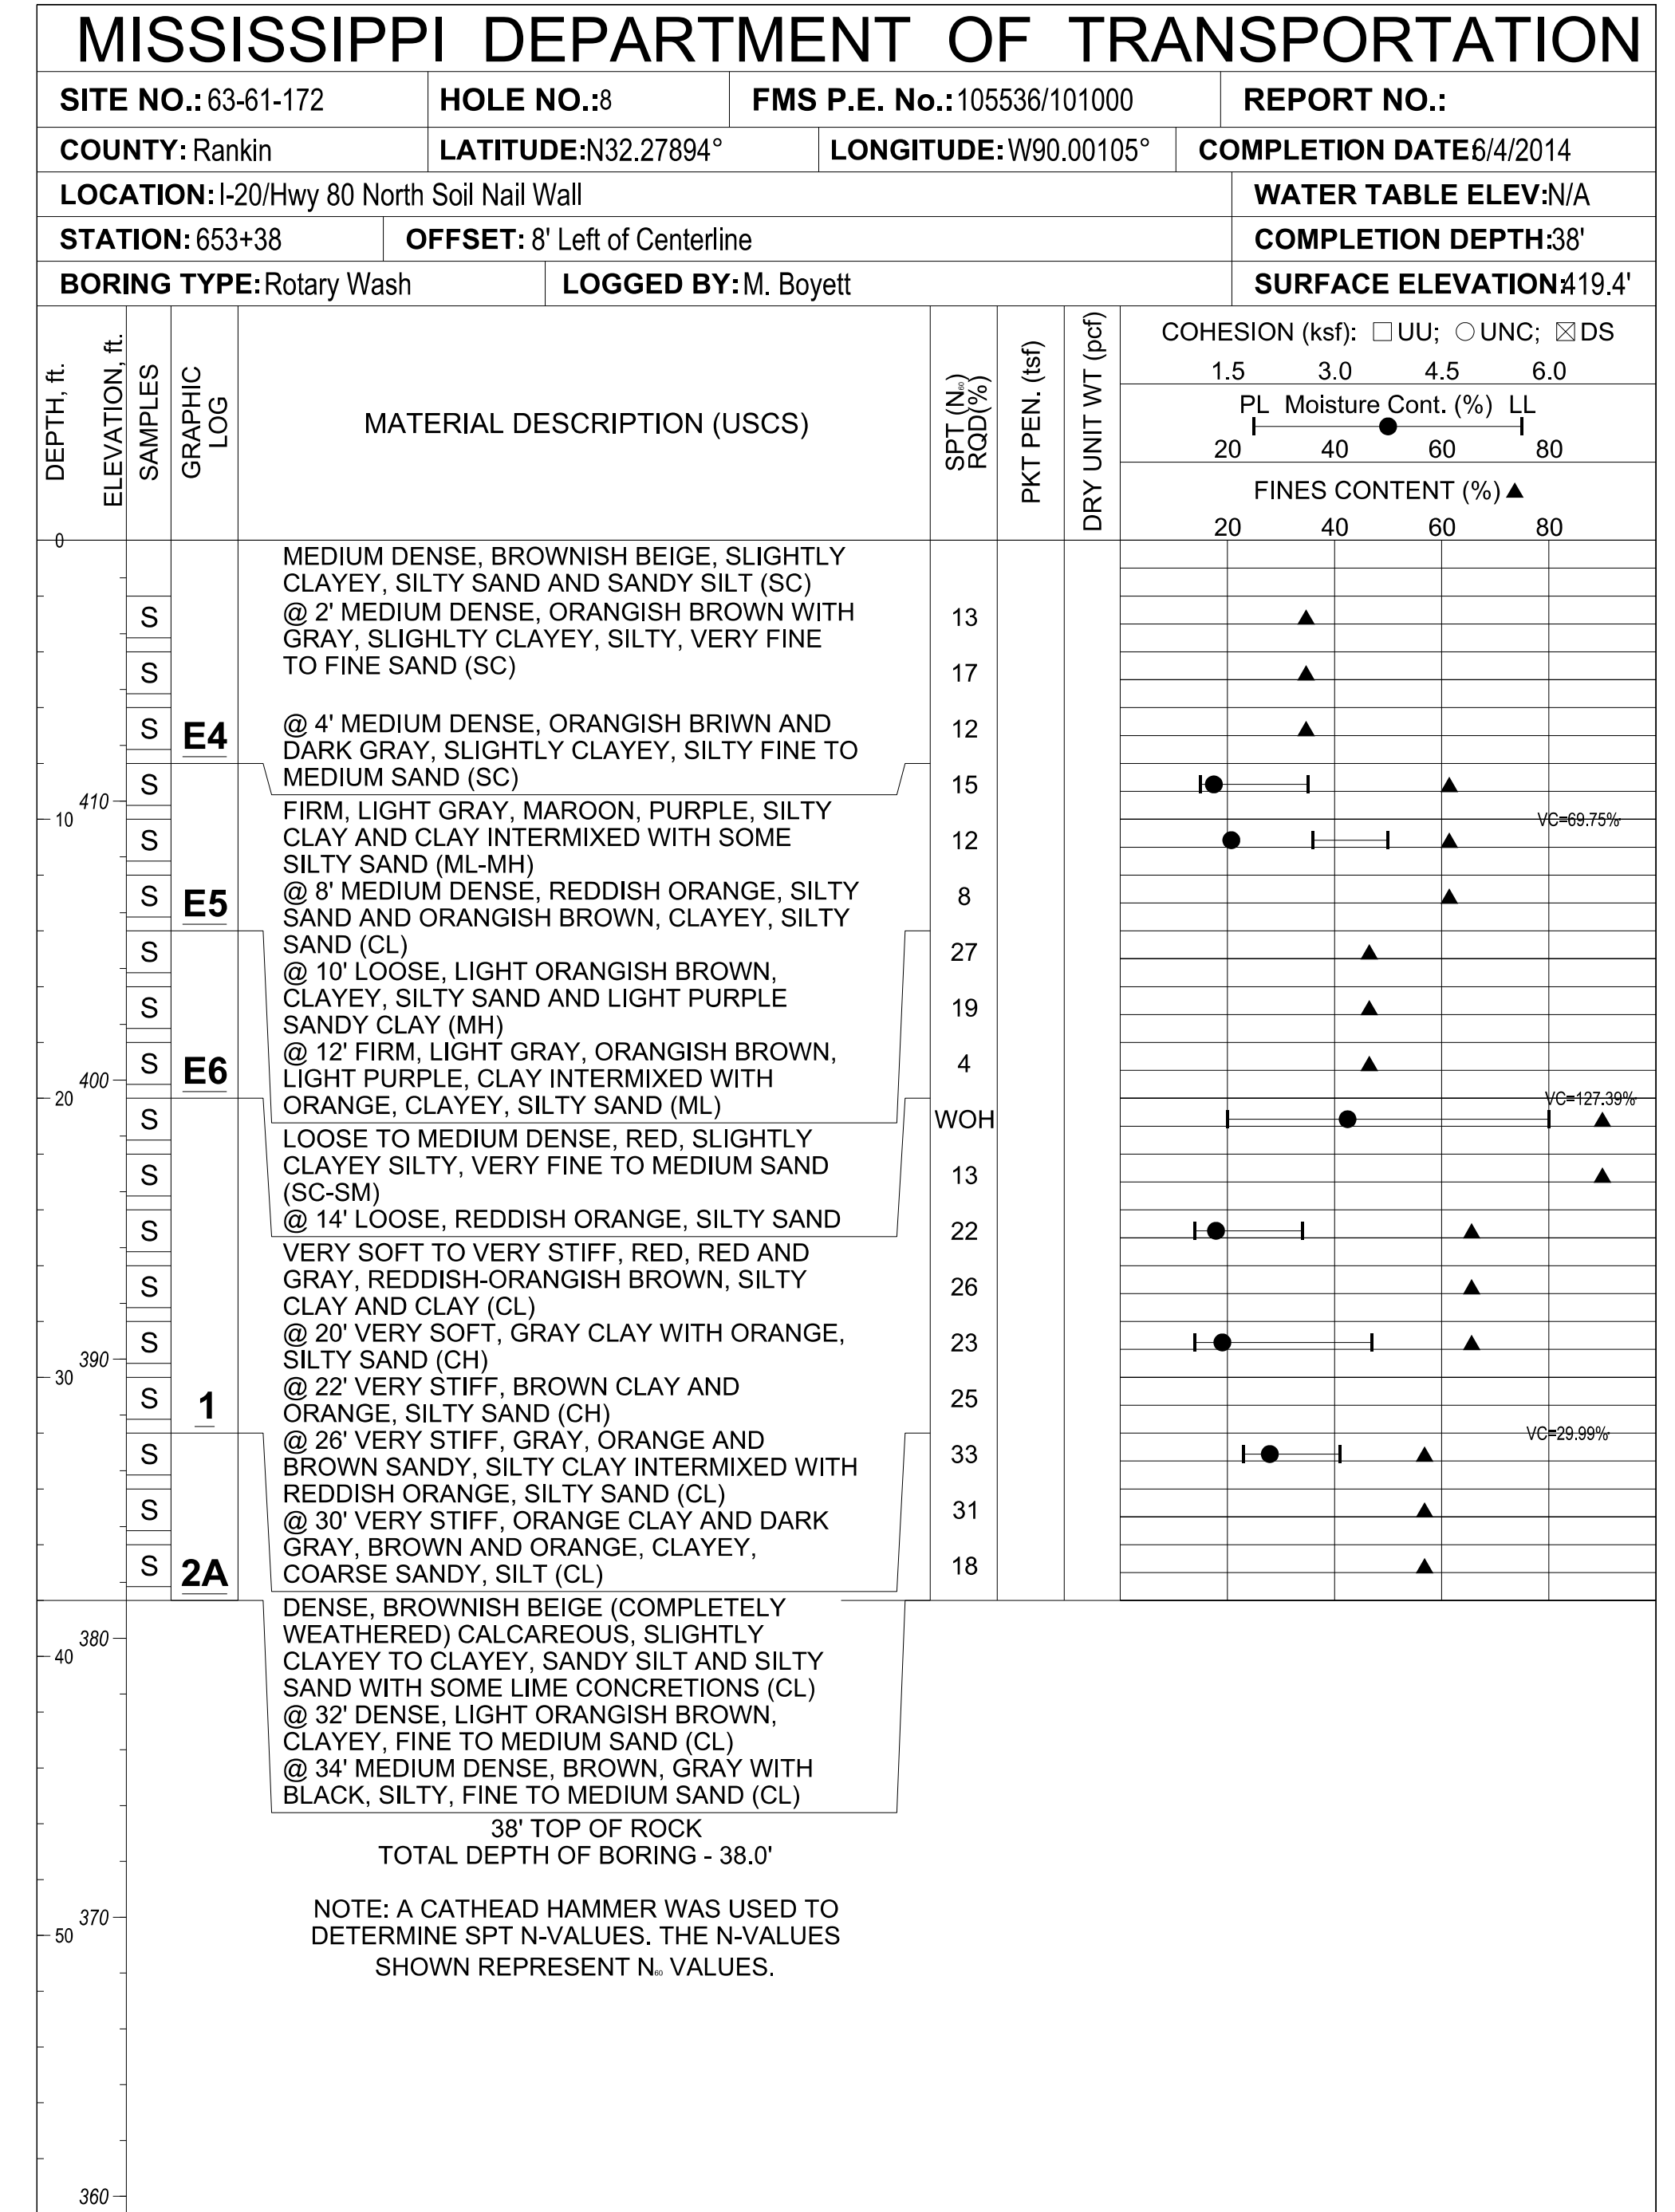 MISSISSIPPI DEPARTMENT OF TRANSPORTATION
SITE NO.: 63-61-172 HOLE NO.:8 FMS P.E. No.:105536/101000 REPORT NO.:
COUNTY: Rankin LATITUDE:N32.27894° LONGITUDE:W90.00105° COMPLETION DATE:6/4/2014
LOCATION: I-20/Hwy 80 North Soil Nail Wall WATER TABLE ELEV:N/A
STATION: 653+38 OFFSET: 8' Left of Centerline COMPLETION DEPTH:38'
BORING TYPE: Rotary Wash LOGGED BY: M. Boyett SURFACE ELEVATION:419.4'
DEPTH, ft.
ELEVATION, ft.
SAMPLES
GRAPHIC
LOG
MATERIAL DESCRIPTION (USCS)
SPT (N₆₀)
RQD(%)
PKT PEN. (tsf)
DRY UNIT WT (pcf)
COHESION (ksf): □UU; ○UNC; ☒DS
1.5 3.0 4.5 6.0
PL Moisture Cont. (%) LL
20 40 60 80
FINES CONTENT (%) ▲
20 40 60 80
0
MEDIUM DENSE, BROWNISH BEIGE, SLIGHTLY
CLAYEY, SILTY SAND AND SANDY SILT (SC)
S @ 2' MEDIUM DENSE, ORANGISH BROWN WITH 13
GRAY, SLIGHLTY CLAYEY, SILTY, VERY FINE
S TO FINE SAND (SC) 17
S E4 @ 4' MEDIUM DENSE, ORANGISH BRIWN AND 12
DARK GRAY, SLIGHTLY CLAYEY, SILTY FINE TO
S MEDIUM SAND (SC) 15
410
FIRM, LIGHT GRAY, MAROON, PURPLE, SILTY
10 VC=69.75%
S CLAY AND CLAY INTERMIXED WITH SOME 12
SILTY SAND (ML-MH)
S E5 @ 8' MEDIUM DENSE, REDDISH ORANGE, SILTY 8
SAND AND ORANGISH BROWN, CLAYEY, SILTY
S SAND (CL) 27
@ 10' LOOSE, LIGHT ORANGISH BROWN,
S CLAYEY, SILTY SAND AND LIGHT PURPLE 19
SANDY CLAY (MH)
S E6 @ 12' FIRM, LIGHT GRAY, ORANGISH BROWN, 4
400 LIGHT PURPLE, CLAY INTERMIXED WITH
20 ORANGE, CLAYEY, SILTY SAND (ML) VC=127.39%
S WOH
LOOSE TO MEDIUM DENSE, RED, SLIGHTLY
S CLAYEY SILTY, VERY FINE TO MEDIUM SAND 13
(SC-SM)
S @ 14' LOOSE, REDDISH ORANGE, SILTY SAND 22
VERY SOFT TO VERY STIFF, RED, RED AND
S GRAY, REDDISH-ORANGISH BROWN, SILTY 26
CLAY AND CLAY (CL)
S @ 20' VERY SOFT, GRAY CLAY WITH ORANGE, 23
390 SILTY SAND (CH)
30 @ 22' VERY STIFF, BROWN CLAY AND
S 1 ORANGE, SILTY SAND (CH) 25
@ 26' VERY STIFF, GRAY, ORANGE AND VC=29.99%
S BROWN SANDY, SILTY CLAY INTERMIXED WITH 33
REDDISH ORANGE, SILTY SAND (CL)
S @ 30' VERY STIFF, ORANGE CLAY AND DARK 31
GRAY, BROWN AND ORANGE, CLAYEY,
S 2A COARSE SANDY, SILT (CL) 18
DENSE, BROWNISH BEIGE (COMPLETELY
380 WEATHERED) CALCAREOUS, SLIGHTLY
40 CLAYEY TO CLAYEY, SANDY SILT AND SILTY
SAND WITH SOME LIME CONCRETIONS (CL)
@ 32' DENSE, LIGHT ORANGISH BROWN,
CLAYEY, FINE TO MEDIUM SAND (CL)
@ 34' MEDIUM DENSE, BROWN, GRAY WITH
BLACK, SILTY, FINE TO MEDIUM SAND (CL)
38' TOP OF ROCK
TOTAL DEPTH OF BORING - 38.0'
370 NOTE: A CATHEAD HAMMER WAS USED TO
50 DETERMINE SPT N-VALUES. THE N-VALUES
SHOWN REPRESENT N₆₀ VALUES.
360